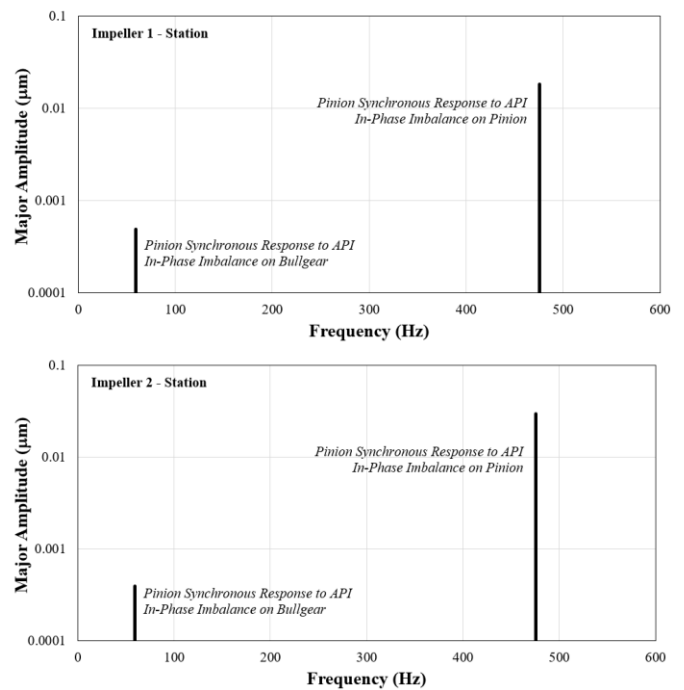 0.1
Impeller 1 - Station
Pinion Synchronous Response to API
In-Phase Imbalance on Pinion
0.01
Major Amplitude (μm)
0.001
Pinion Synchronous Response to API
In-Phase Imbalance on Bullgear
0.0001
0 100 200 300 400 500 600
Frequency (Hz)
0.1
Impeller 2 - Station
Pinion Synchronous Response to API
In-Phase Imbalance on Pinion
0.01
Major Amplitude (μm)
0.001
Pinion Synchronous Response to API
In-Phase Imbalance on Bullgear
0.0001
0 100 200 300 400 500 600
Frequency (Hz)